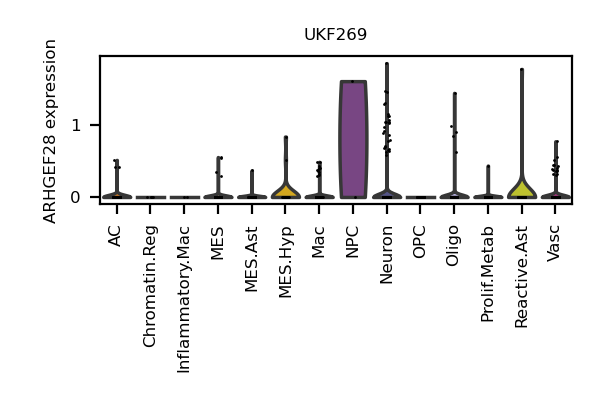 UKF269
ARHGEF28 expression
1
0
AC
Chromatin.Reg
Inflammatory.Mac
MES
MES.Ast
MES.Hyp
Mac
NPC
Neuron
OPC
Oligo
Prolif.Metab
Reactive.Ast
Vasc